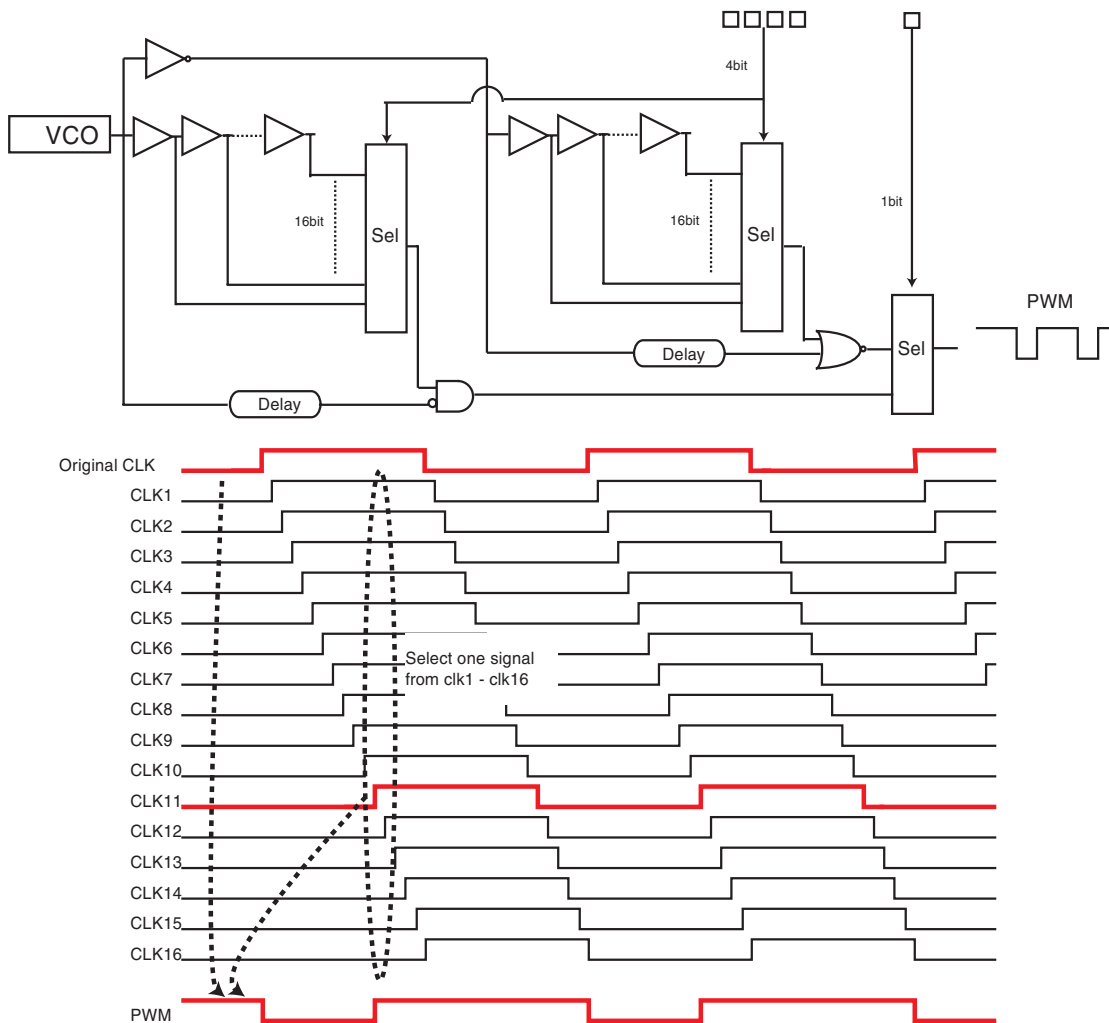 4bit
VCO
1bit
16bit
Sel
16bit
Sel
PWM
Sel
Delay
Delay
Original CLK
CLK1
CLK2
CLK3
CLK4
CLK5
CLK6
Select one signal
from clk1 - clk16
CLK7
CLK8
CLK9
CLK10
CLK11
CLK12
CLK13
CLK14
CLK15
CLK16
PWM